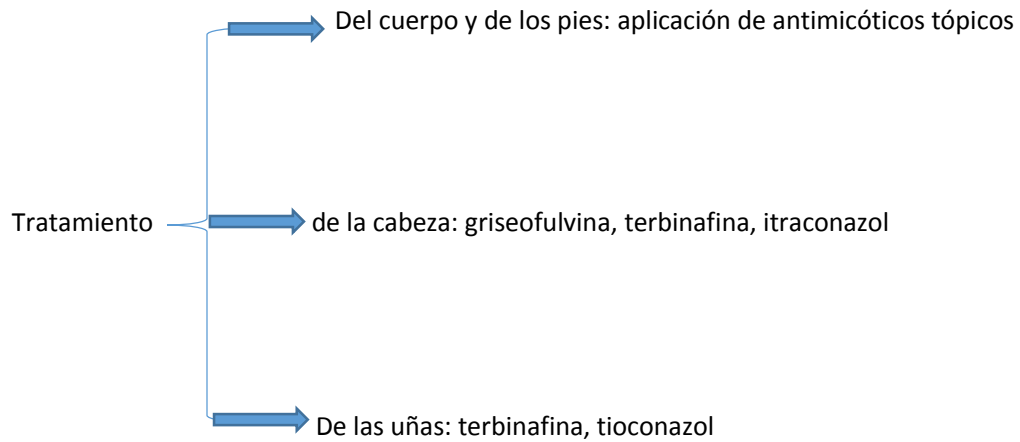 Del cuerpo y de los pies: aplicación de antimicóticos tópicos
Tratamiento
de la cabeza: griseofulvina, terbinafina, itraconazol
De las uñas: terbinafina, tioconazol